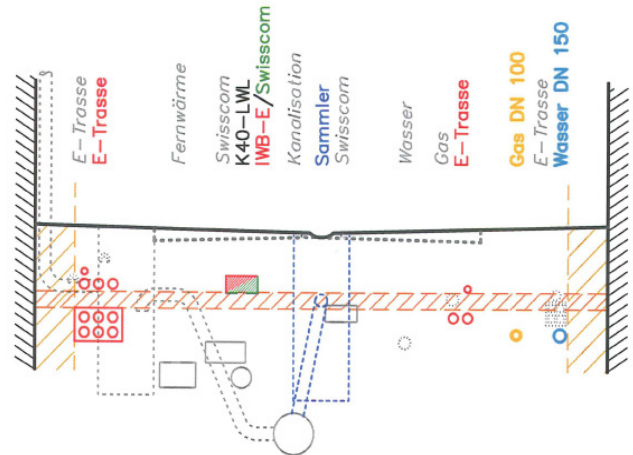 E-Trasse
E-Trasse
Fernwärme
Swisscom
K40-LWL
IWB-E/Swisscom
Kanalisation
Sammler
Swisscom
Wasser
Gas
E-Trasse
Gas DN 100
E-Trasse
Wasser DN 150